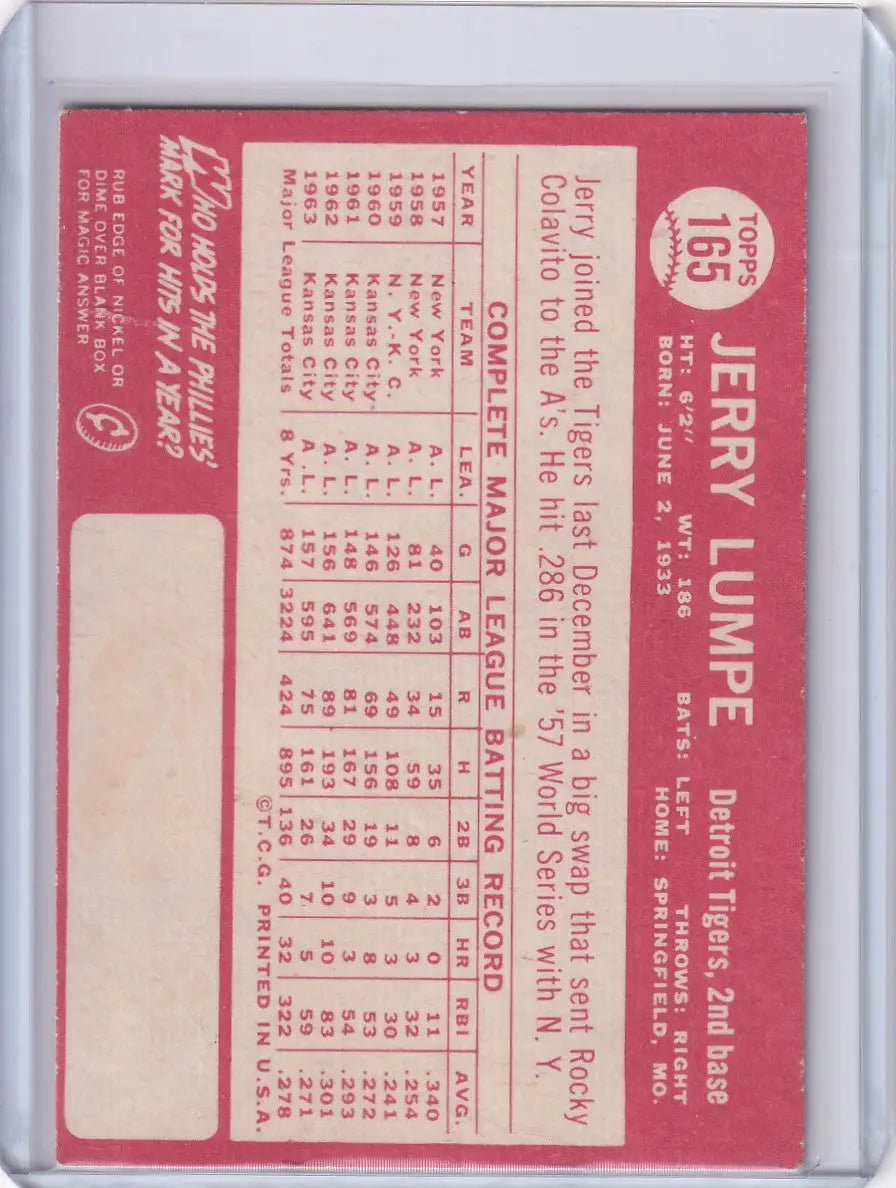 TOPPS
165
JERRY LUMPE Detroit Tigers, 2nd base
HT: 6'2" WT: 186 BATS: LEFT THROWS: RIGHT
BORN: JUNE 2, 1933 HOME: SPRINGFIELD, MO.
Jerry joined the Tigers last December in a big swap that sent Rocky
Colavito to the A's. He hit .286 in the '57 World Series with N. Y.
COMPLETE MAJOR LEAGUE BATTING RECORD
YEAR TEAM LEA. G AB R H 2B 3B HR RBI AVG.
1957 New York A. L. 40 103 15 35 6 2 0 11 .340
1958 New York A. L. 81 232 34 59 8 4 3 32 .254
1959 N. Y.-K. C. A. L. 126 448 49 108 11 5 3 30 .241
1960 Kansas City A. L. 146 574 69 156 19 3 8 53 .272
1961 Kansas City A. L. 148 569 81 167 29 9 3 54 .293
1962 Kansas City A. L. 156 641 89 193 34 10 10 83 .301
1963 Kansas City A. L. 157 595 75 161 26 7 5 59 .271
Major League Totals 8 Yrs. 874 3224 424 895 136 40 32 322 .278
©T.C.G. PRINTED IN U.S.A.
WHO HOLDS THE PHILLIES'
MARK FOR HITS IN A YEAR?
RUB EDGE OF NICKEL OR
DIME OVER BLANK BOX
FOR MAGIC ANSWER